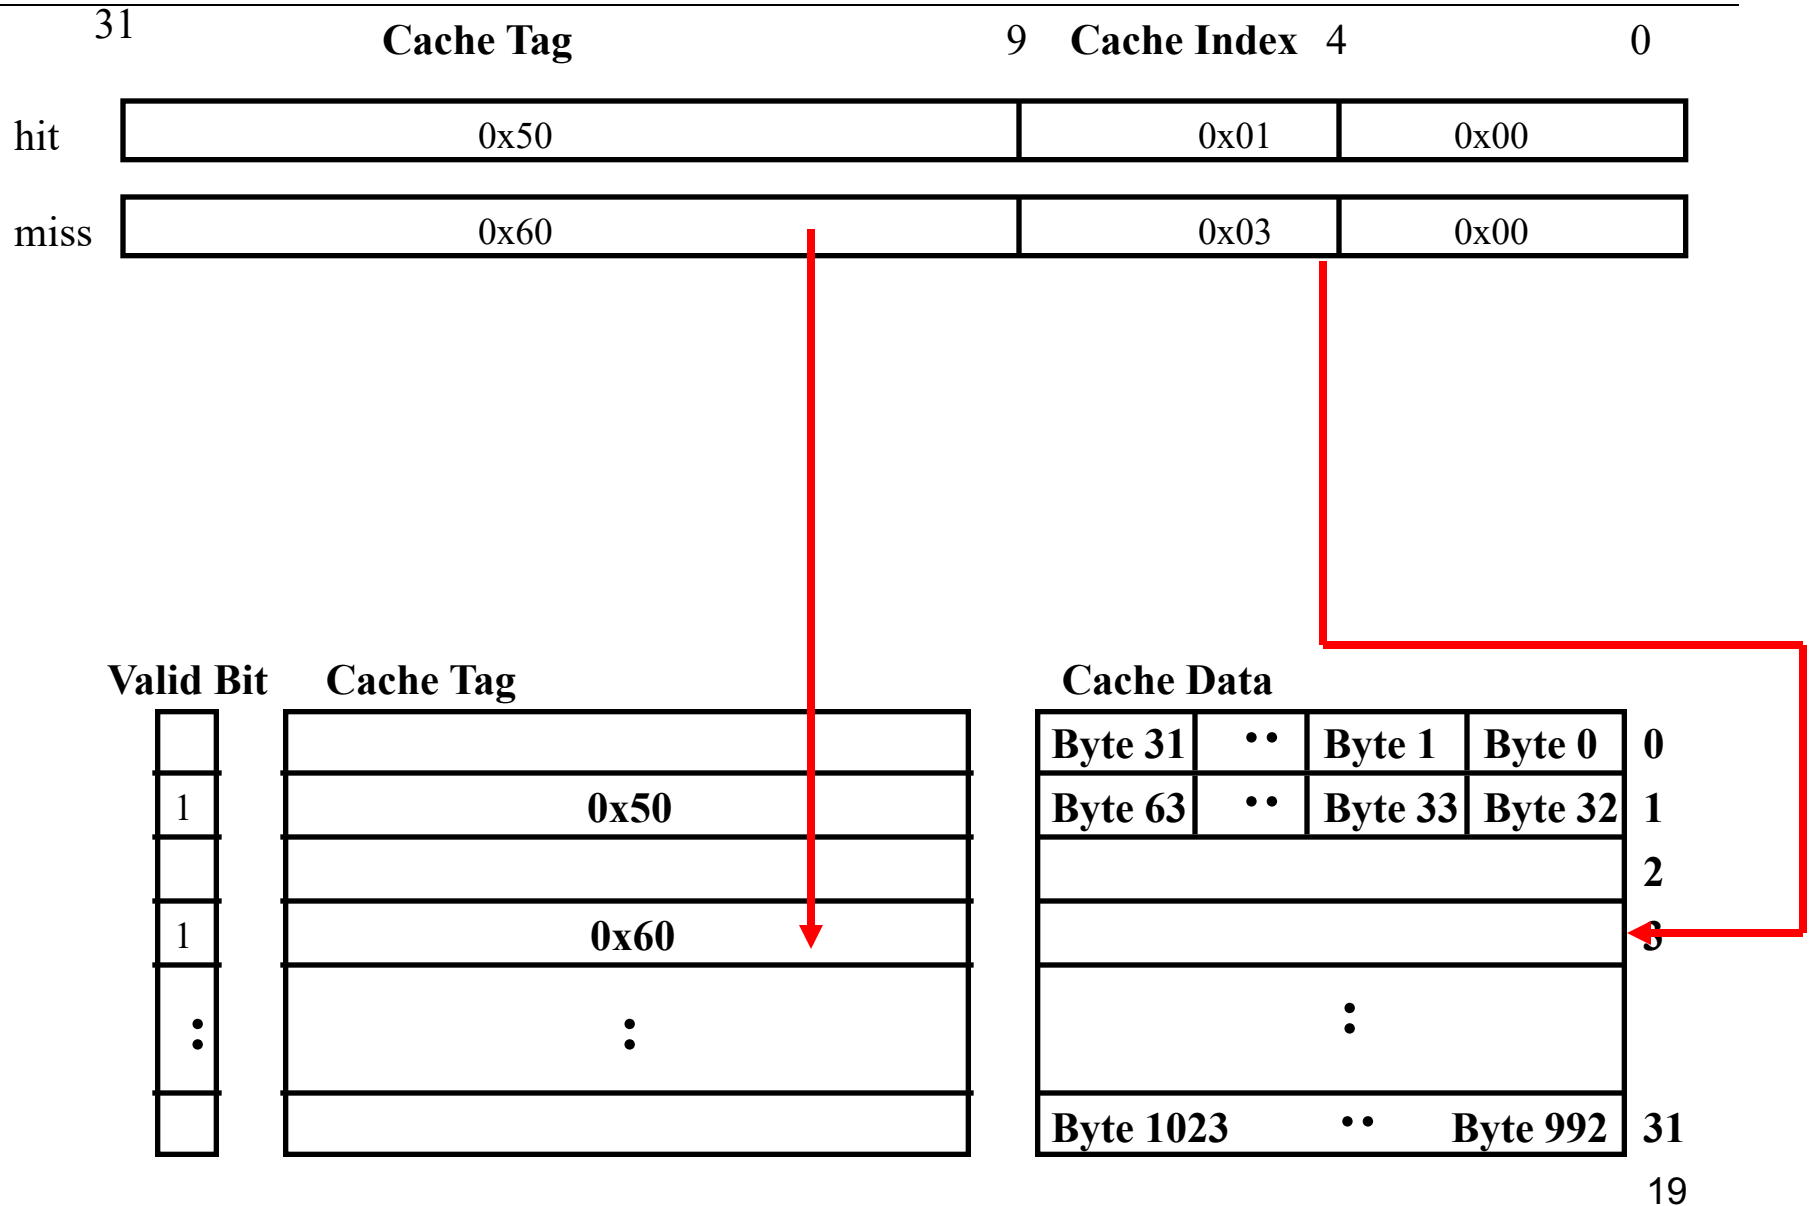 31 Cache Tag 9 Cache Index 4 0
hit 0x50 0x01 0x00
miss 0x60 0x03 0x00
Valid Bit Cache Tag Cache Data
Byte 31 ·· Byte 1 Byte 0 0
1 0x50 Byte 63 ·· Byte 33 Byte 32 1
2
1 0x60 3
: : :
Byte 1023 ·· Byte 992 31
19